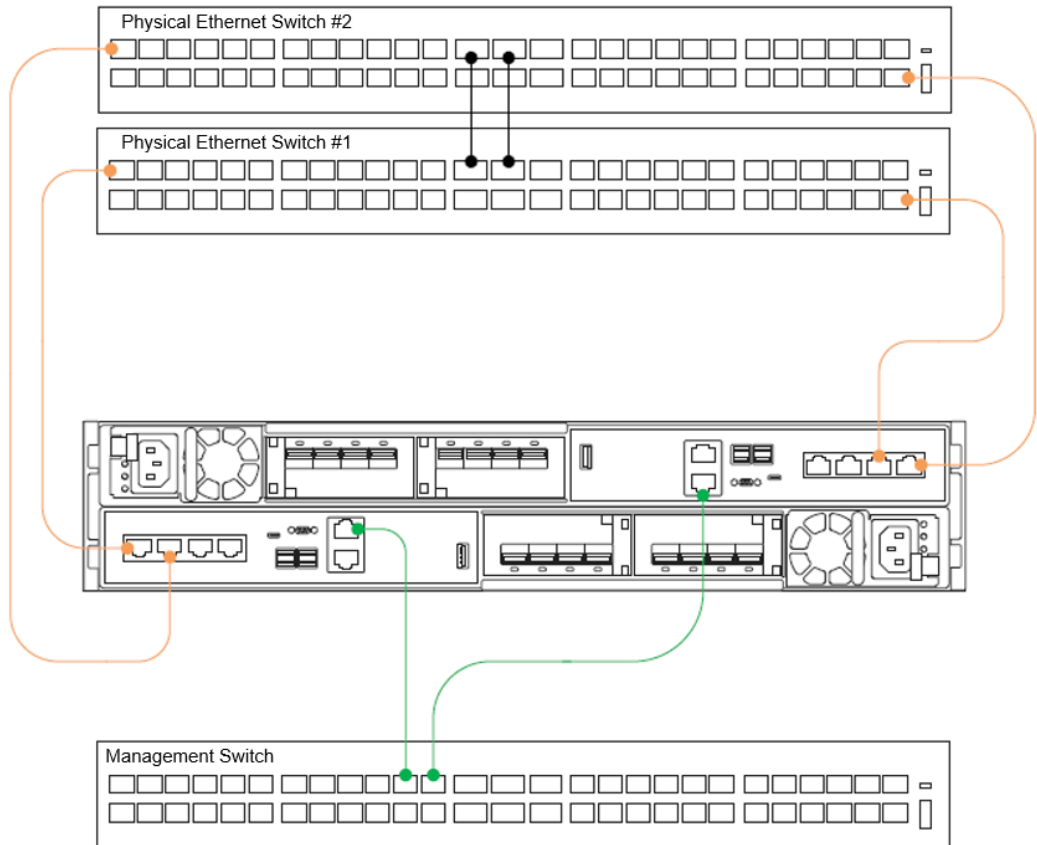 Physical Ethernet Switch #2
Physical Ethernet Switch #1
Management Switch